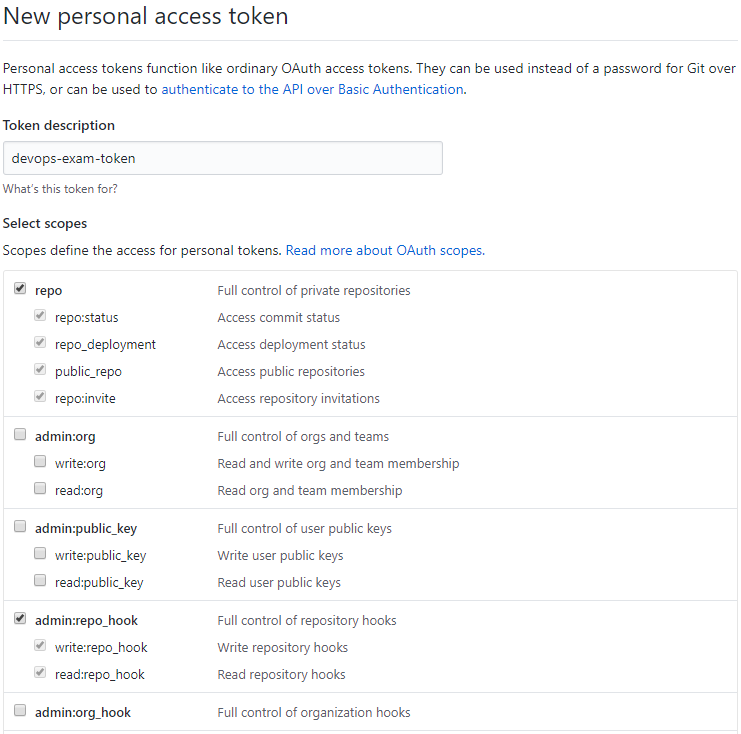 New personal access token
Personal access tokens function like ordinary OAuth access tokens. They can be used instead of a password for Git over
HTTPS, or can be used to authenticate to the API over Basic Authentication.
Token description
devops-exam-token
What's this token for?
Select scopes
Scopes define the access for personal tokens. Read more about OAuth scopes.
repo Full control of private repositories
repo:status Access commit status
repo_deployment Access deployment status
public_repo Access public repositories
repo:invite Access repository invitations
admin:org Full control of orgs and teams
write:org Read and write org and team membership
read:org Read org and team membership
admin:public_key Full control of user public keys
write:public_key Write user public keys
read:public_key Read user public keys
admin:repo_hook Full control of repository hooks
write:repo_hook Write repository hooks
read:repo_hook Read repository hooks
admin:org_hook Full control of organization hooks